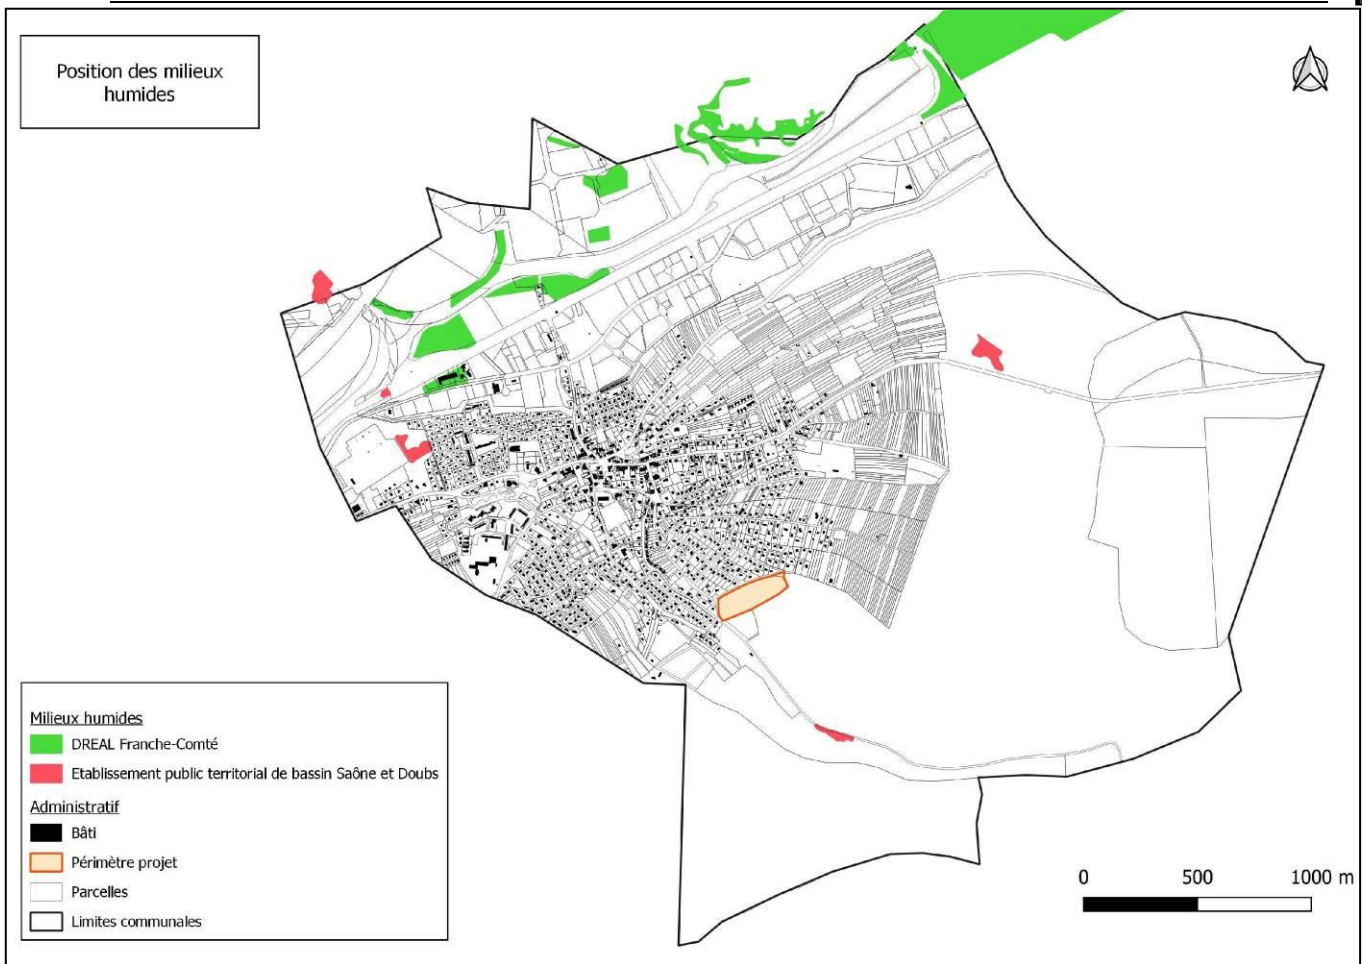 Position des milieux
humides
Milieux humides
DREAL Franche-Comté
Etablissement public territorial de bassin Saône et Doubs
Administratif
Bâti
Périmètre projet
Parcelles
Limites communales
0 500 1000 m